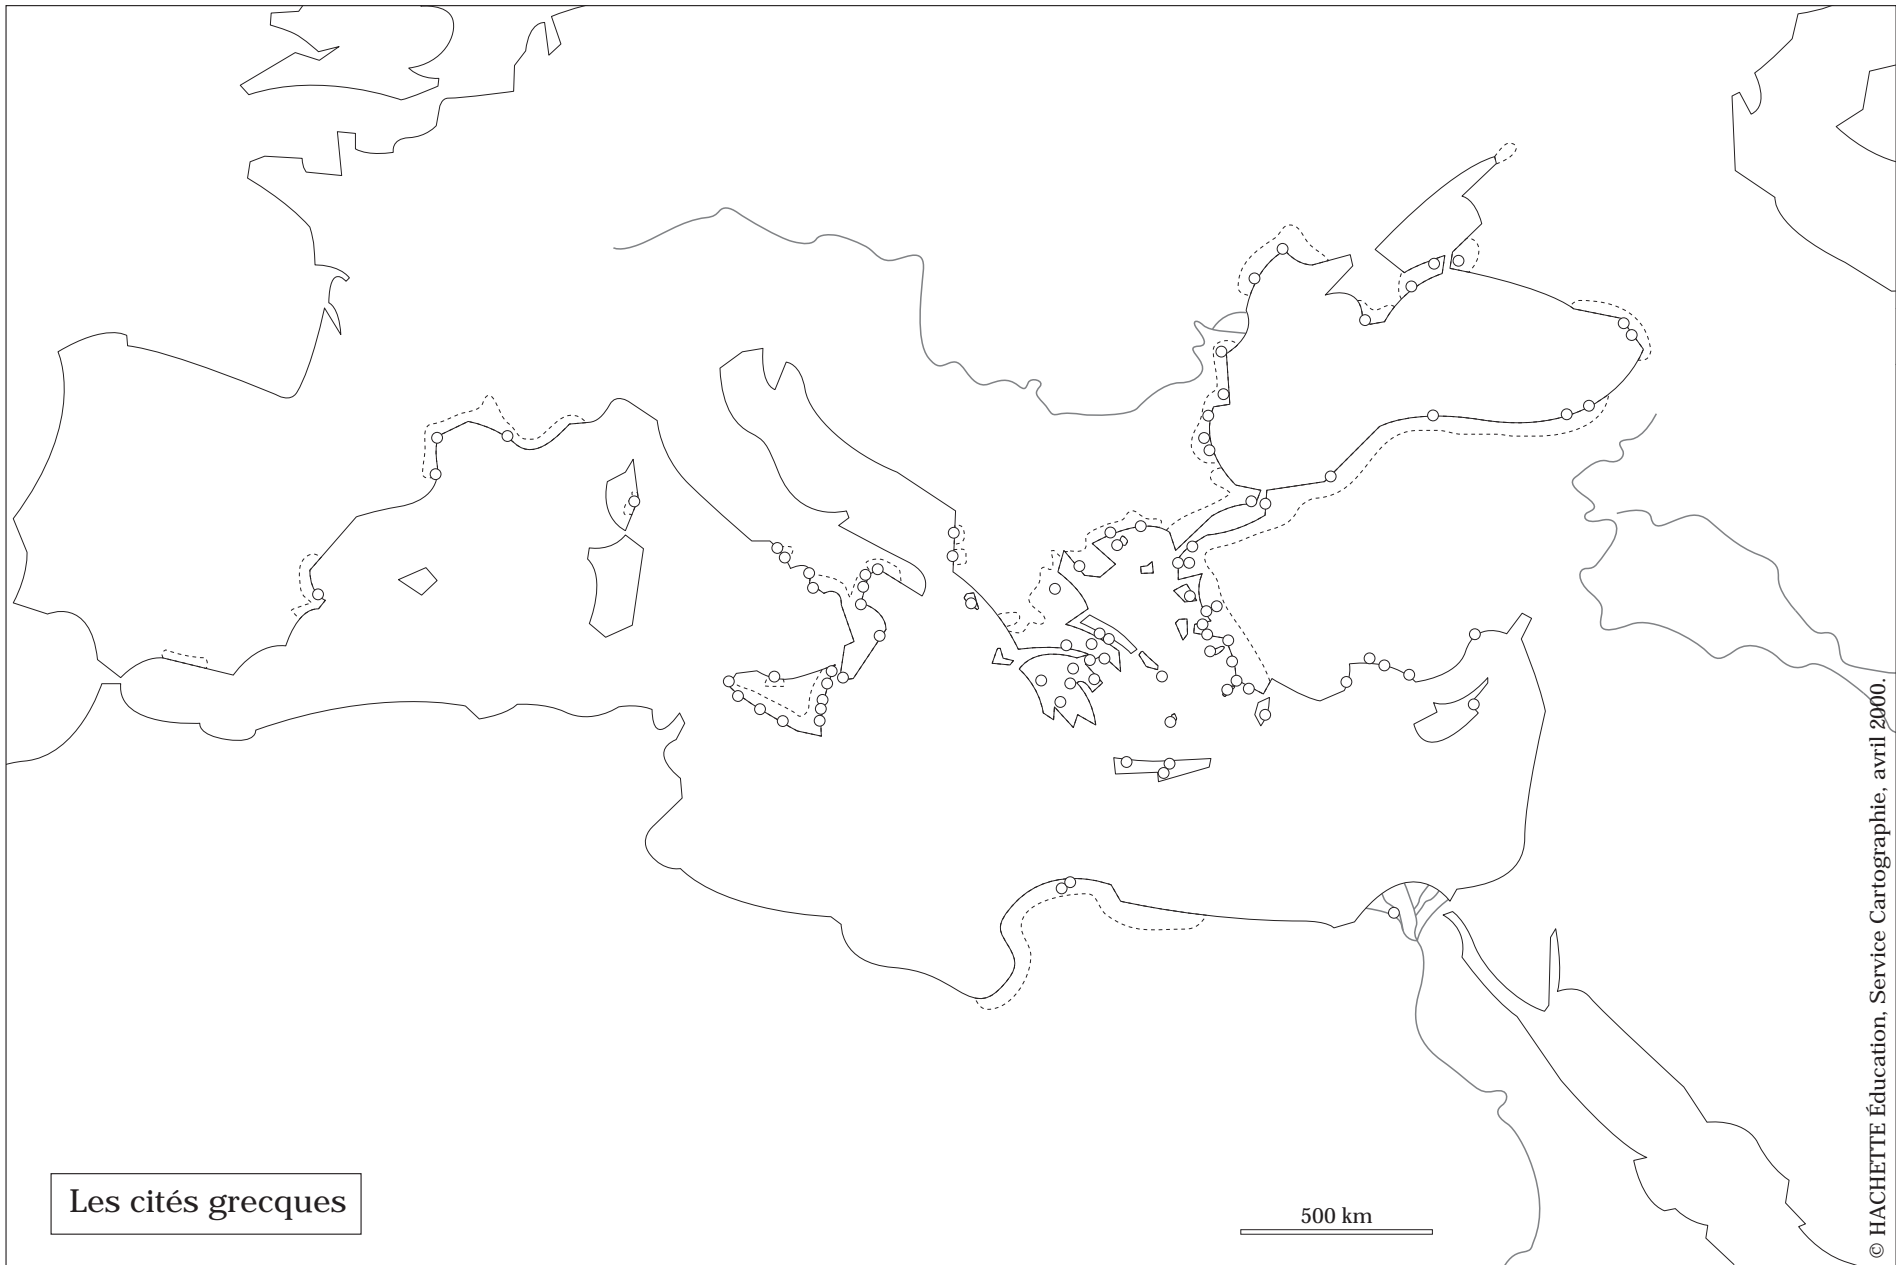 Les cités grecques
500 km
© HACHETTE Éducation, Service Cartographie, avril 2000.